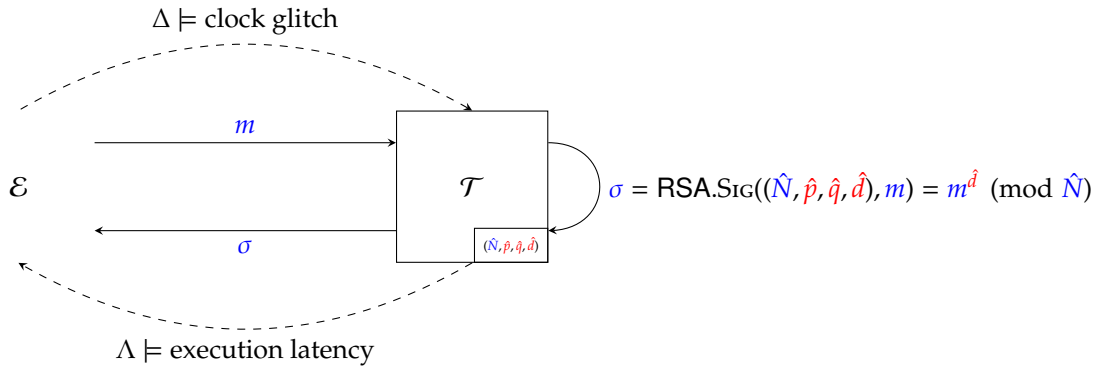 Δ ⊨ clock glitch
m
ℰ
𝒯
σ = RSA.Sig((N̂, p̂, q̂, d̂), m) = m^d̂ (mod N̂)
σ
(N̂, p̂, q̂, d̂)
Λ ⊨ execution latency